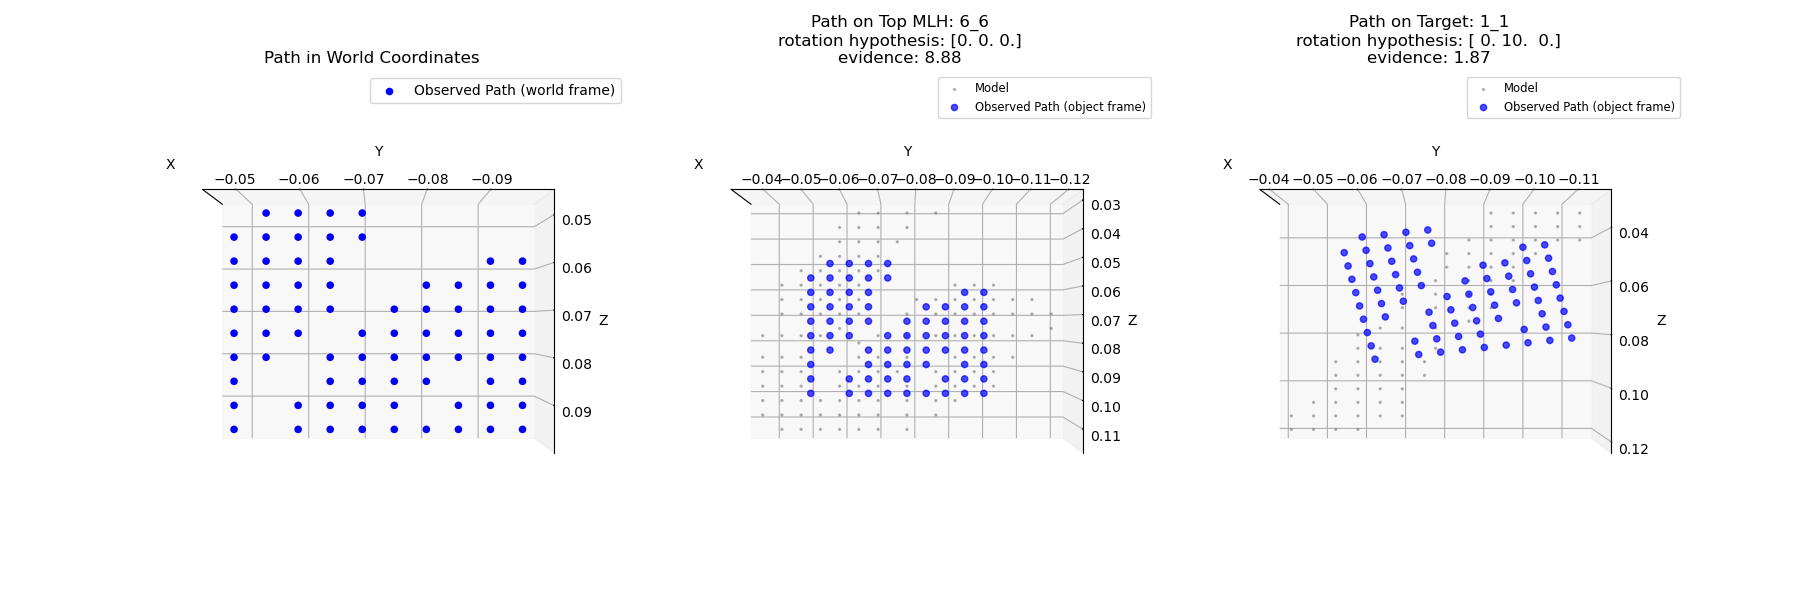 Path in World Coordinates
Observed Path (world frame)
X
Y
−0.05 −0.06 −0.07 −0.08 −0.09
0.05
0.06
0.07
Z
0.08
0.09
Path on Top MLH: 6_6
rotation hypothesis: [0. 0. 0.]
evidence: 8.88
Model
Observed Path (object frame)
X
Y
−0.04 −0.05 −0.06 −0.07 −0.08 −0.09 −0.10 −0.11 −0.12
0.03
0.04
0.05
0.06
0.07
Z
0.08
0.09
0.10
0.11
Path on Target: 1_1
rotation hypothesis: [ 0. 10.  0.]
evidence: 1.87
Model
Observed Path (object frame)
X
Y
−0.04 −0.05 −0.06 −0.07 −0.08 −0.09 −0.10 −0.11
0.04
0.06
Z
0.08
0.10
0.12